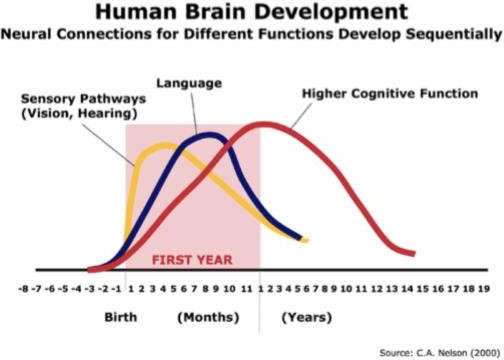 Human Brain Development
Neural Connections for Different Functions Develop Sequentially
Language
Sensory Pathways
(Vision, Hearing)
Higher Cognitive Function
FIRST YEAR
-8 -7 -6 -5 -4 -3 -2 -1 1 2 3 4 5 6 7 8 9 10 11 1 2 3 4 5 6 7 8 9 10 11 12 13 14 15 16 17 18 19
Birth (Months) (Years)
Source: C.A. Nelson (2000)